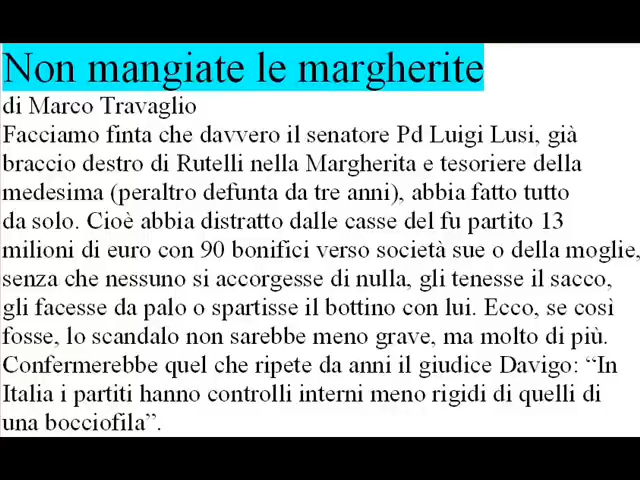 Non mangiate le margherite
di Marco Travaglio
Facciamo finta che davvero il senatore Pd Luigi Lusi, già
braccio destro di Rutelli nella Margherita e tesoriere della
medesima (peraltro defunta da tre anni), abbia fatto tutto
da solo. Cioè abbia distratto dalle casse del fu partito 13
milioni di euro con 90 bonifici verso società sue o della moglie,
senza che nessuno si accorgesse di nulla, gli tenesse il sacco,
gli facesse da palo o spartisse il bottino con lui. Ecco, se così
fosse, lo scandalo non sarebbe meno grave, ma molto di più.
Confermerebbe quel che ripete da anni il giudice Davigo: “In
Italia i partiti hanno controlli interni meno rigidi di quelli di
una bocciofila”.